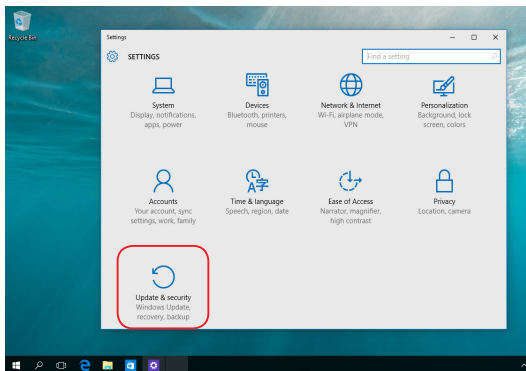 Recycle Bin
Settings
SETTINGS
Find a setting
System
Display, notifications,
apps, power
Devices
Bluetooth, printers,
mouse
Network & Internet
Wi-Fi, airplane mode,
VPN
Personalization
Background, lock
screen, colors
Accounts
Your account, sync
settings, work, family
Time & language
Speech, region, date
Ease of Access
Narrator, magnifier,
high contrast
Privacy
Location, camera
Update & security
Windows Update,
recovery, backup